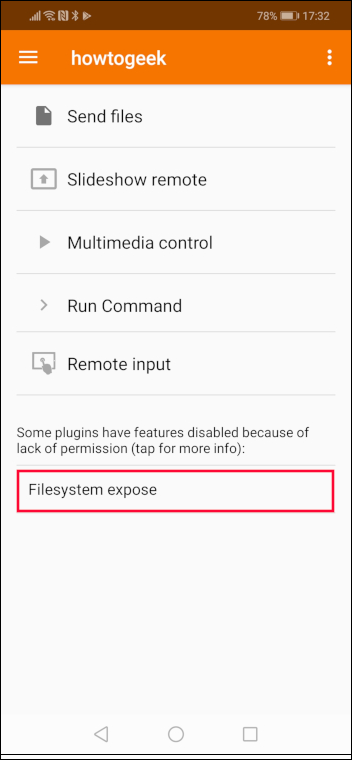 78% 17:32
howtogeek
Send files
Slideshow remote
Multimedia control
Run Command
Remote input
Some plugins have features disabled because of
lack of permission (tap for more info):
Filesystem expose